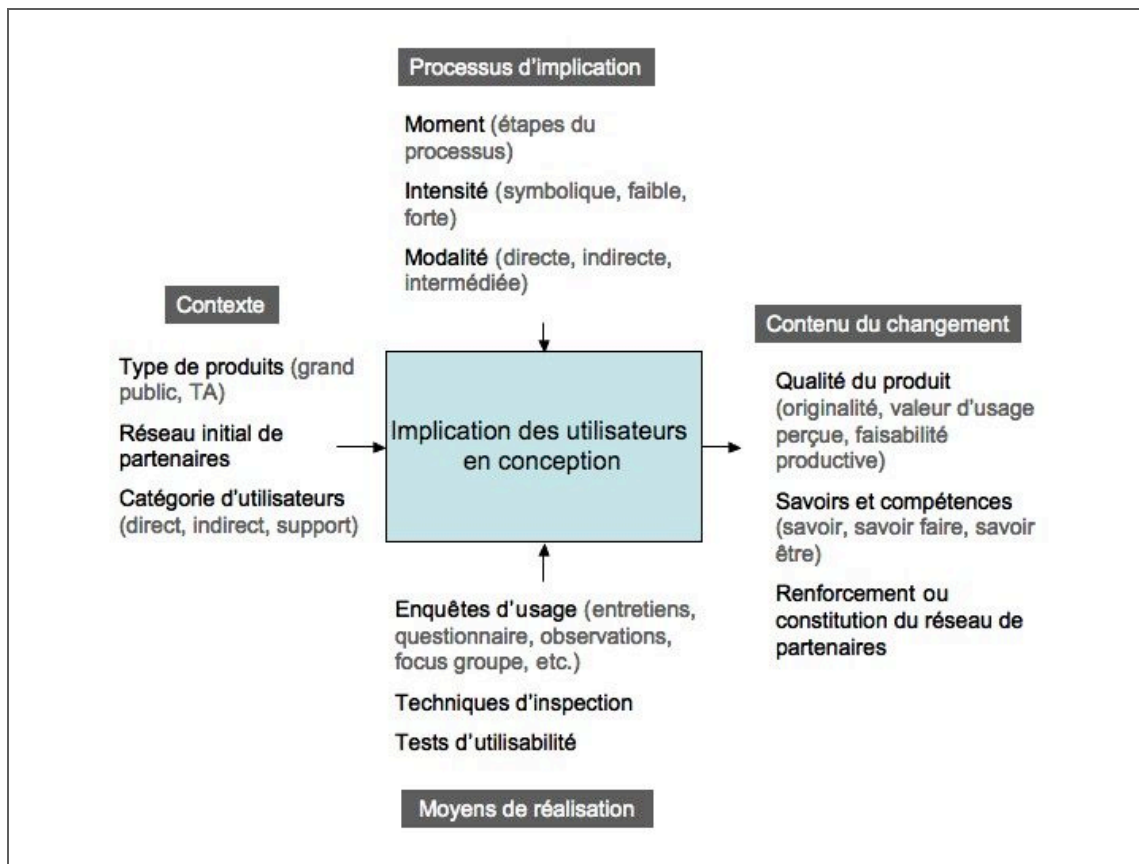 Processus d'implication
Moment (étapes du
processus)
Intensité (symbolique, faible,
forte)
Modalité (directe, indirecte,
intermédiée)
Contexte
Type de produits (grand
public, TA)
Réseau initial de
partenaires
Catégorie d'utilisateurs
(direct, indirect, support)
Implication des utilisateurs
en conception
Contenu du changement
Qualité du produit
(originalité, valeur d'usage
perçue, faisabilité
productive)
Savoirs et compétences
(savoir, savoir faire, savoir
être)
Renforcement ou
constitution du réseau de
partenaires
Enquêtes d'usage (entretiens,
questionnaire, observations,
focus groupe, etc.)
Techniques d'inspection
Tests d'utilisabilité
Moyens de réalisation